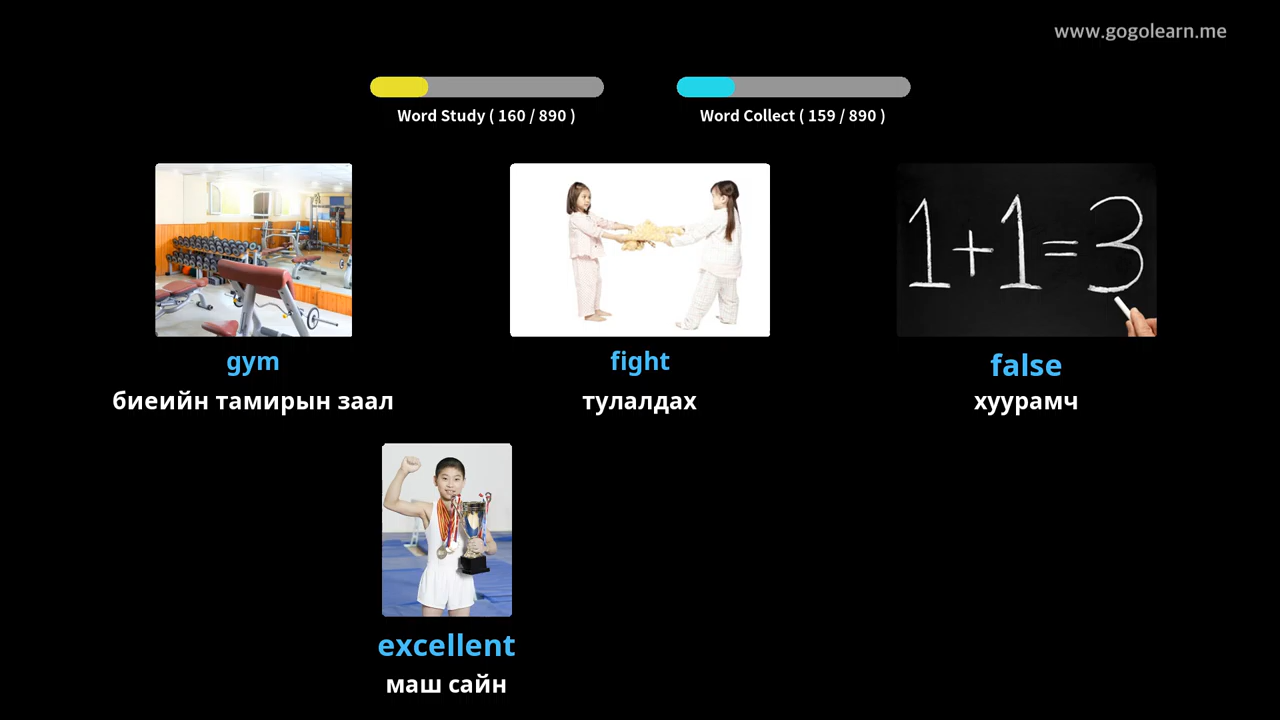 www.gogolearn.me
Word Study ( 160 / 890 )
Word Collect ( 159 / 890 )
1+1=3
gym
fight
false
биеийн тамирын заал
тулалдах
хуурамч
excellent
маш сайн